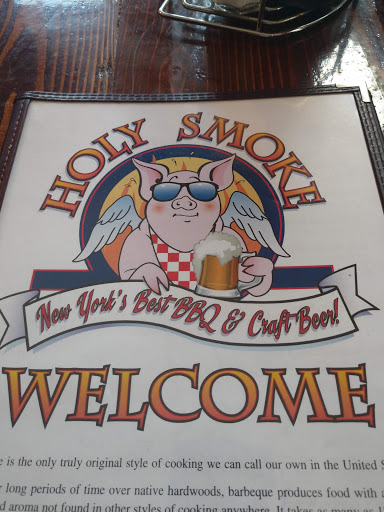 HOLY SMOKE
New York's Best BBQ & Craft Beer!
WELCOME
e is the only truly original style of cooking we can call our own in the United S
long periods of time over native hardwoods, barbeque produces food with a
d aroma not found in other styles of cooking anywhere. It takes as many as